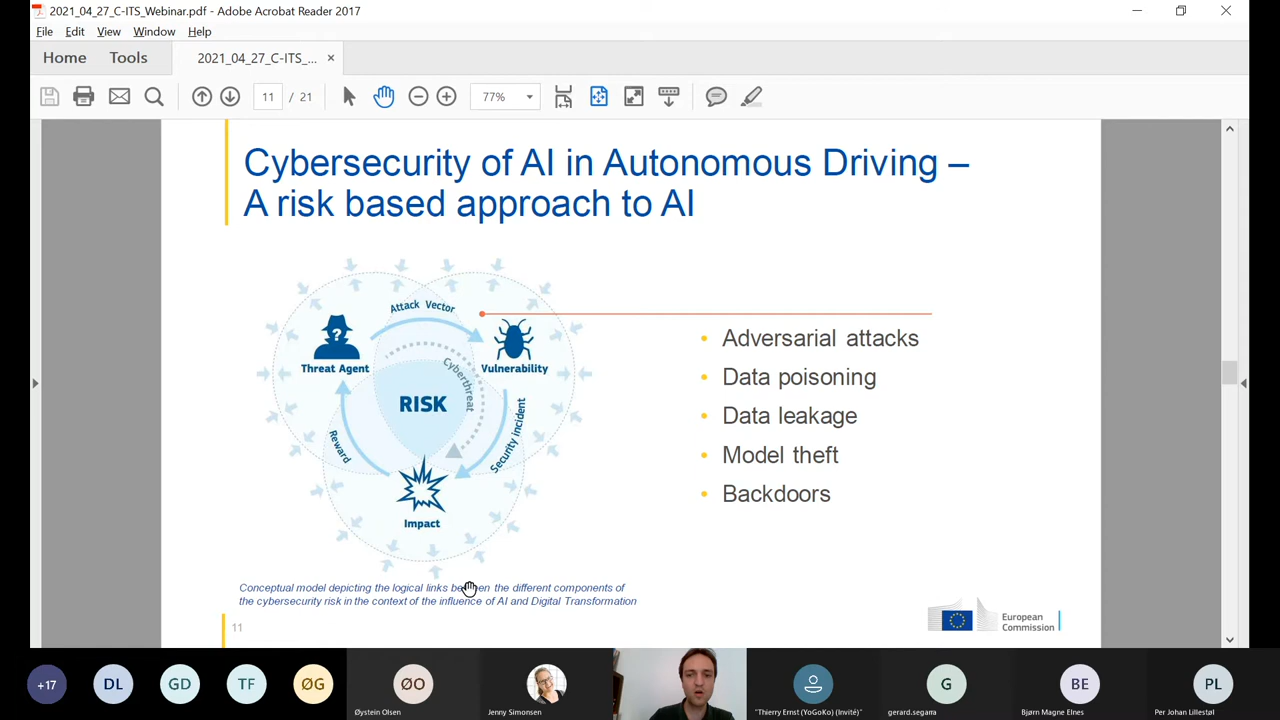 2021_04_27_C-ITS_Webinar.pdf - Adobe Acrobat Reader 2017
File Edit View Window Help
Home Tools 2021_04_27_C-ITS_... ×
11 / 21 77%
Cybersecurity of AI in Autonomous Driving –
A risk based approach to AI
Attack Vector
?
Threat Agent
Vulnerability
Cyberthreat
RISK
Reward
Security incident
Impact
• Adversarial attacks
• Data poisoning
• Data leakage
• Model theft
• Backdoors
Conceptual model depicting the logical links between the different components of
the cybersecurity risk in the context of the influence of AI and Digital Transformation
11
European
Commission
+17 DL GD TF ØG ØO G BE PL
Øystein Olsen Jenny Simonsen "Thierry Ernst (YoGoKo) (Invité)" gerard.segarra Bjørn Magne Elnes Per Johan Lillestøl